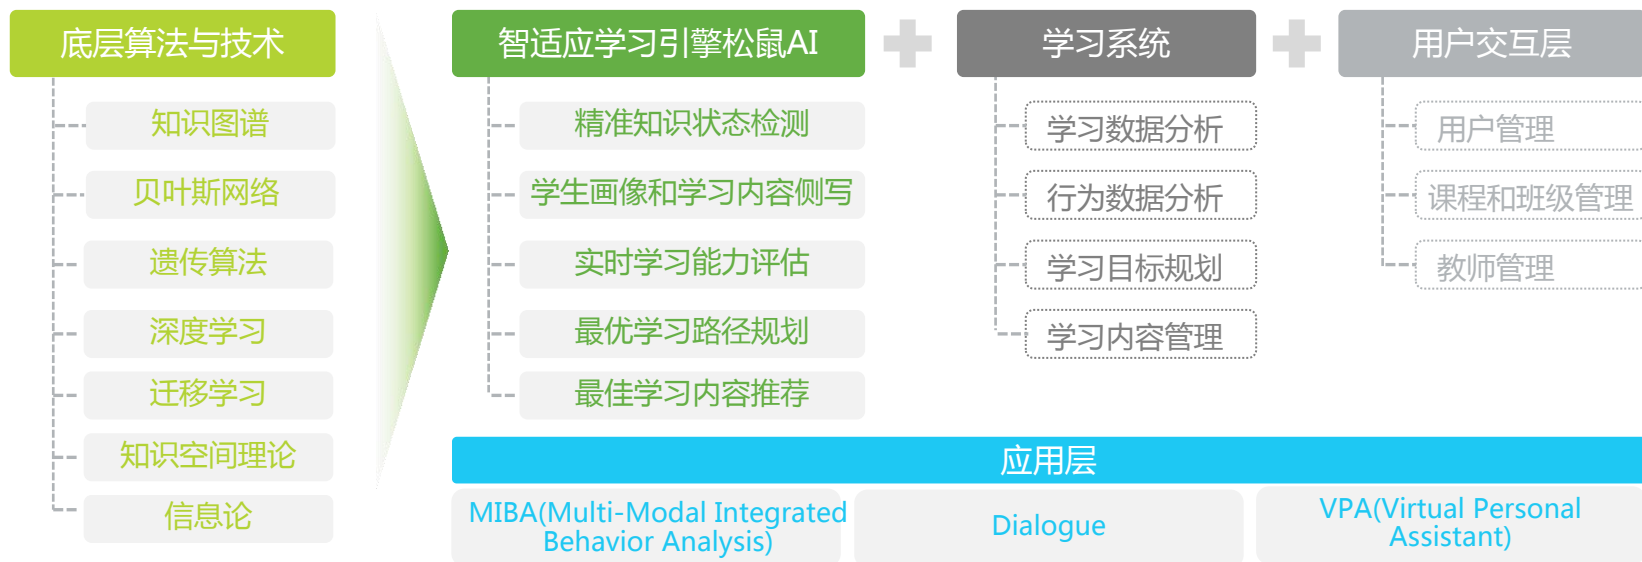 底层算法与技术
知识图谱
贝叶斯网络
遗传算法
深度学习
迁移学习
知识空间理论
信息论
智适应学习引擎松鼠AI
精准知识状态检测
学生画像和学习内容侧写
实时学习能力评估
最优学习路径规划
最佳学习内容推荐
学习系统
学习数据分析
行为数据分析
学习目标规划
学习内容管理
用户交互层
用户管理
课程和班级管理
教师管理
应用层
MIBA(Multi-Modal Integrated
Behavior Analysis)
Dialogue
VPA(Virtual Personal
Assistant)